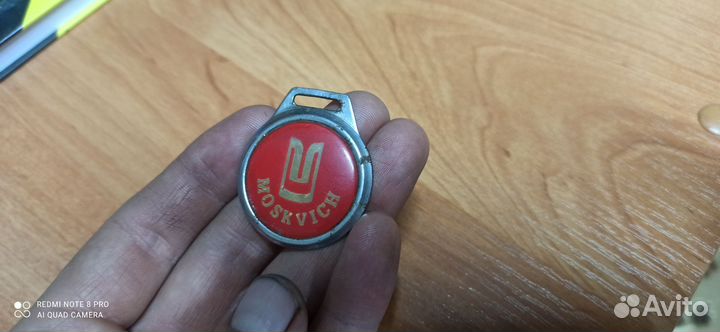 MOSKVICH
REDMI NOTE 8 PRO
AI QUAD CAMERA
Avito